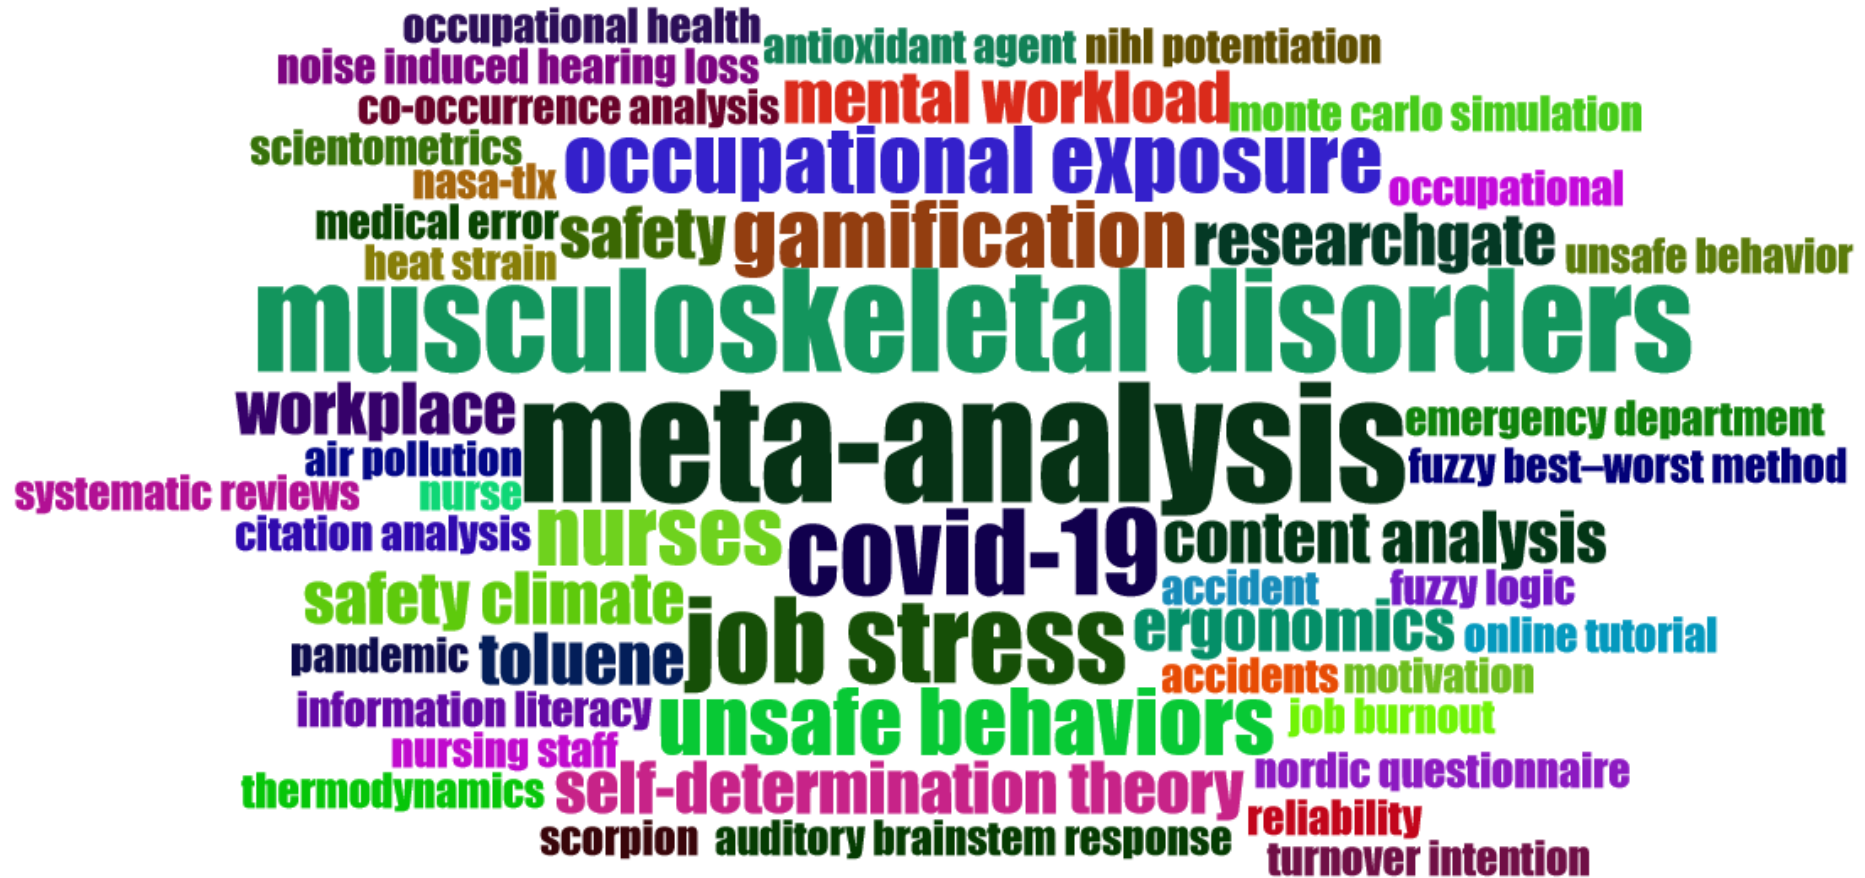 occupational health
antioxidant agent
nihl potentiation
noise induced hearing loss
co-occurrence analysis
mental workload
monte carlo simulation
scientometrics
occupational exposure
nasa-tlx
occupational
medical error
safety
gamification
researchgate
unsafe behavior
heat strain
musculoskeletal disorders
workplace
meta-analysis
emergency department
air pollution
fuzzy best–worst method
systematic reviews
nurse
citation analysis
nurses
covid-19
content analysis
accident
fuzzy logic
safety climate
job stress
ergonomics
online tutorial
pandemic
toluene
accidents
motivation
information literacy
unsafe behaviors
job burnout
nursing staff
nordic questionnaire
thermodynamics
self-determination theory
reliability
scorpion
auditory brainstem response
turnover intention